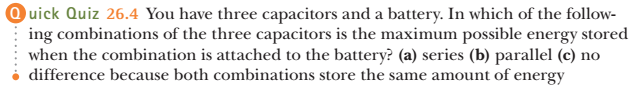 Quick Quiz 26.4 You have three capacitors and a battery. In which of the follow-
ing combinations of the three capacitors is the maximum possible energy stored
when the combination is attached to the battery? (a) series (b) parallel (c) no
difference because both combinations store the same amount of energy